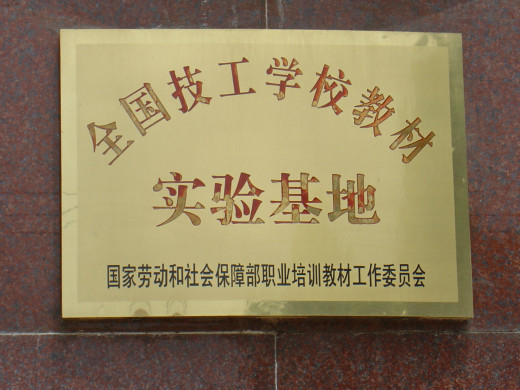 全国技工学校教材
实验基地
国家劳动和社会保障部职业培训教材工作委员会